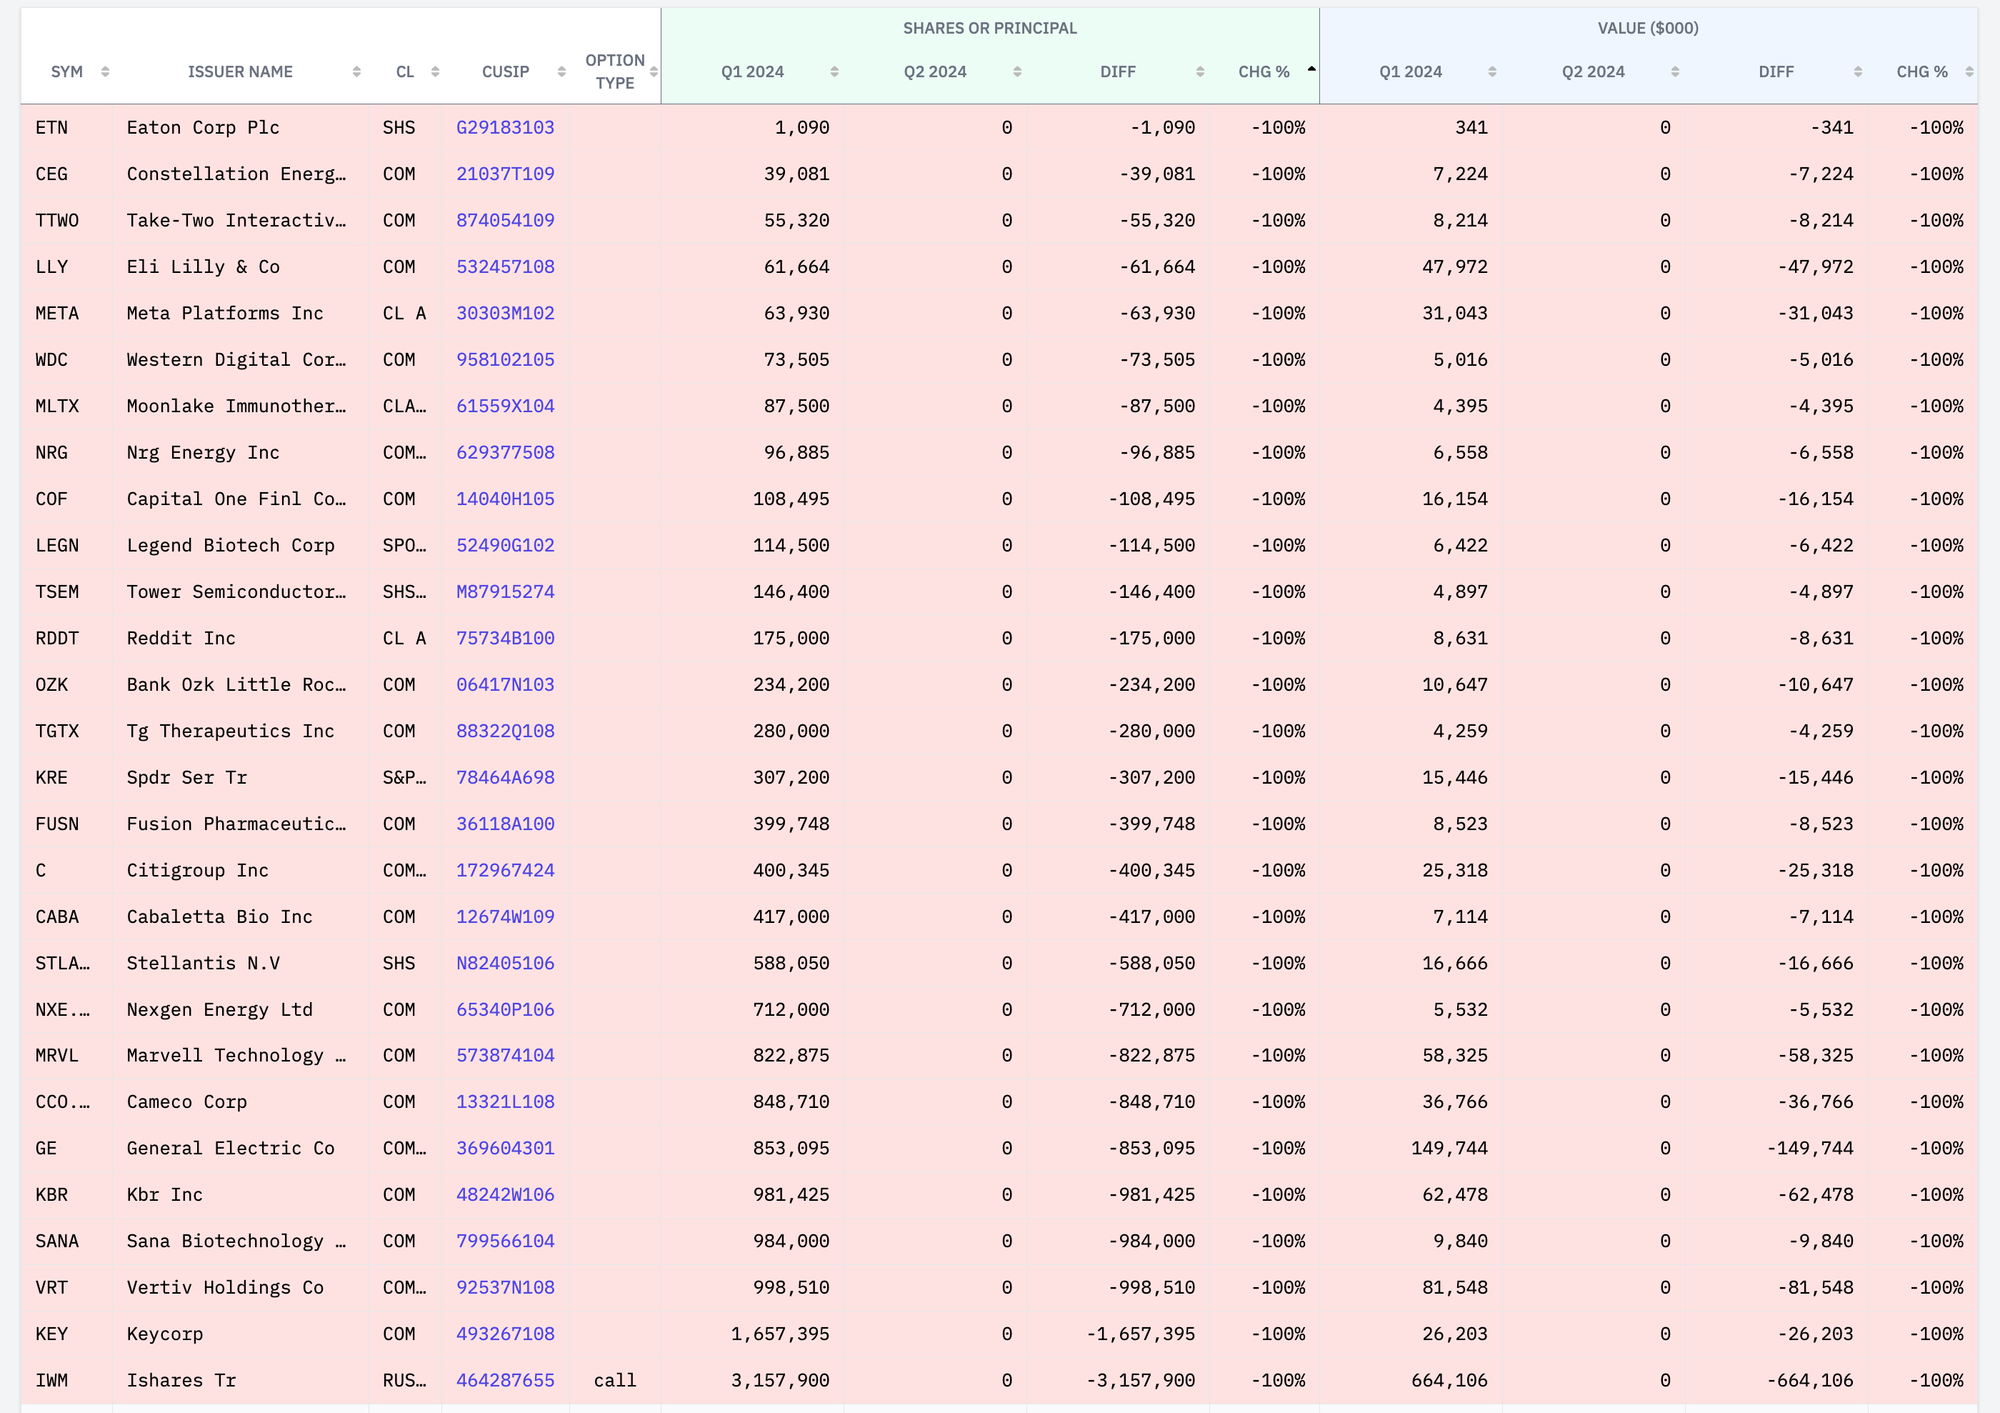 SHARES OR PRINCIPAL VALUE ($000)
SYM ISSUER NAME CL CUSIP OPTION TYPE Q1 2024 Q2 2024 DIFF CHG % Q1 2024 Q2 2024 DIFF CHG %
ETN Eaton Corp Plc SHS G29183103 1,090 0 -1,090 -100% 341 0 -341 -100%
CEG Constellation Energ… COM 21037T109 39,081 0 -39,081 -100% 7,224 0 -7,224 -100%
TTWO Take-Two Interactiv… COM 874054109 55,320 0 -55,320 -100% 8,214 0 -8,214 -100%
LLY Eli Lilly & Co COM 532457108 61,664 0 -61,664 -100% 47,972 0 -47,972 -100%
META Meta Platforms Inc CL A 30303M102 63,930 0 -63,930 -100% 31,043 0 -31,043 -100%
WDC Western Digital Cor… COM 958102105 73,505 0 -73,505 -100% 5,016 0 -5,016 -100%
MLTX Moonlake Immunother… CLA… 61559X104 87,500 0 -87,500 -100% 4,395 0 -4,395 -100%
NRG Nrg Energy Inc COM… 629377508 96,885 0 -96,885 -100% 6,558 0 -6,558 -100%
COF Capital One Finl Co… COM 14040H105 108,495 0 -108,495 -100% 16,154 0 -16,154 -100%
LEGN Legend Biotech Corp SPO… 52490G102 114,500 0 -114,500 -100% 6,422 0 -6,422 -100%
TSEM Tower Semiconductor… SHS… M87915274 146,400 0 -146,400 -100% 4,897 0 -4,897 -100%
RDDT Reddit Inc CL A 75734B100 175,000 0 -175,000 -100% 8,631 0 -8,631 -100%
OZK Bank Ozk Little Roc… COM 06417N103 234,200 0 -234,200 -100% 10,647 0 -10,647 -100%
TGTX Tg Therapeutics Inc COM 88322Q108 280,000 0 -280,000 -100% 4,259 0 -4,259 -100%
KRE Spdr Ser Tr S&P… 78464A698 307,200 0 -307,200 -100% 15,446 0 -15,446 -100%
FUSN Fusion Pharmaceutic… COM 36118A100 399,748 0 -399,748 -100% 8,523 0 -8,523 -100%
C Citigroup Inc COM… 172967424 400,345 0 -400,345 -100% 25,318 0 -25,318 -100%
CABA Cabaletta Bio Inc COM 12674W109 417,000 0 -417,000 -100% 7,114 0 -7,114 -100%
STLA… Stellantis N.V SHS N82405106 588,050 0 -588,050 -100% 16,666 0 -16,666 -100%
NXE.… Nexgen Energy Ltd COM 65340P106 712,000 0 -712,000 -100% 5,532 0 -5,532 -100%
MRVL Marvell Technology … COM 573874104 822,875 0 -822,875 -100% 58,325 0 -58,325 -100%
CCO.… Cameco Corp COM 13321L108 848,710 0 -848,710 -100% 36,766 0 -36,766 -100%
GE General Electric Co COM… 369604301 853,095 0 -853,095 -100% 149,744 0 -149,744 -100%
KBR Kbr Inc COM 48242W106 981,425 0 -981,425 -100% 62,478 0 -62,478 -100%
SANA Sana Biotechnology … COM 799566104 984,000 0 -984,000 -100% 9,840 0 -9,840 -100%
VRT Vertiv Holdings Co COM… 92537N108 998,510 0 -998,510 -100% 81,548 0 -81,548 -100%
KEY Keycorp COM 493267108 1,657,395 0 -1,657,395 -100% 26,203 0 -26,203 -100%
IWM Ishares Tr RUS… 464287655 call 3,157,900 0 -3,157,900 -100% 664,106 0 -664,106 -100%